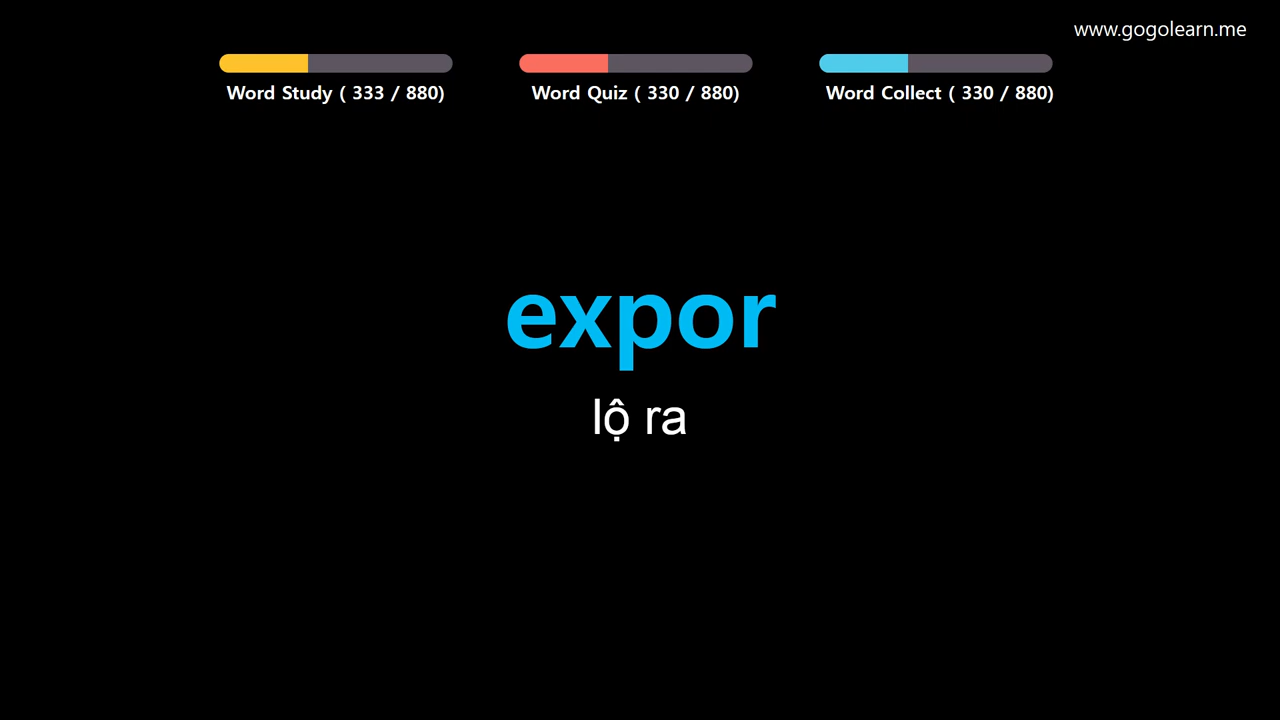 www.gogolearn.me
Word Study ( 333 / 880)
Word Quiz ( 330 / 880)
Word Collect ( 330 / 880)
expor
lộ ra